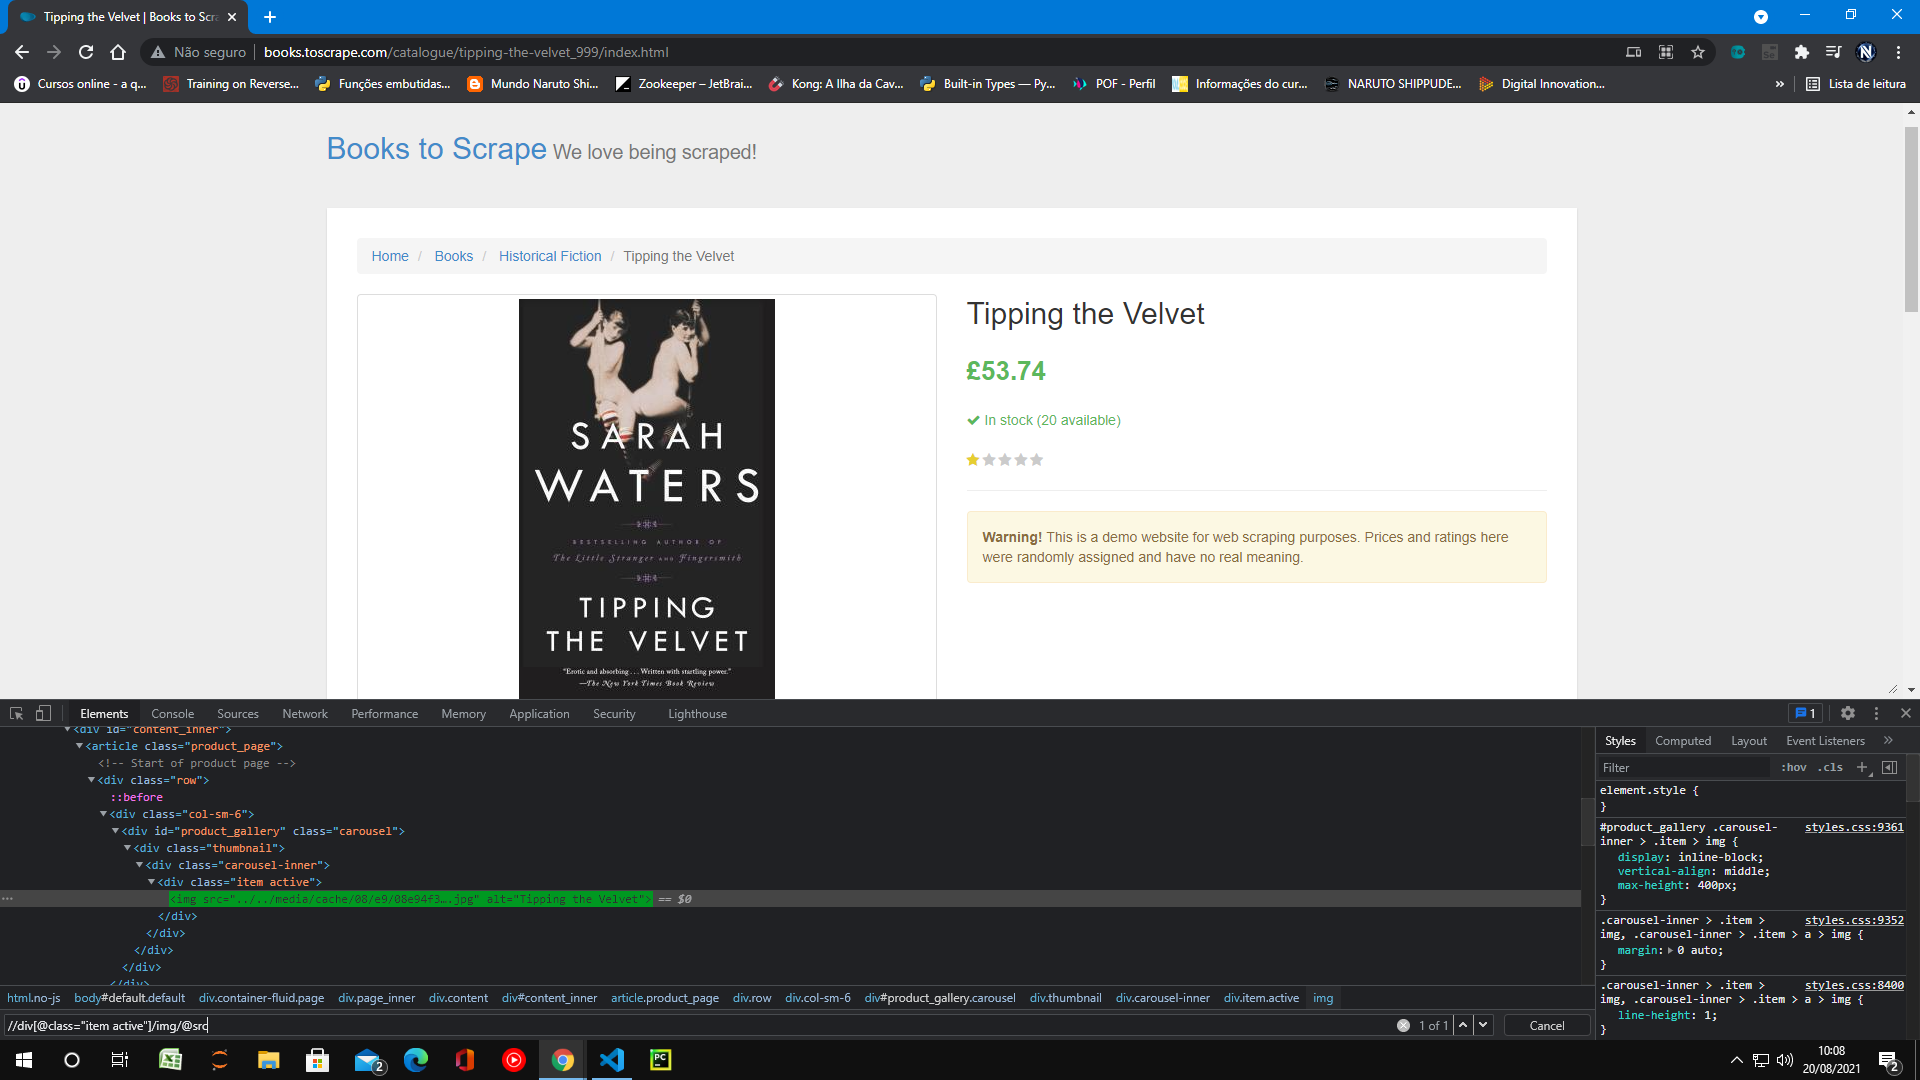 Tipping the Velvet | Books to Scra
Não seguro
books.toscrape.com/catalogue/tipping-the-velvet_999/index.html
Cursos online - a q...
Training on Reverse...
Funções embutidas...
Mundo Naruto Shi...
Zookeeper – JetBrai...
Kong: A Ilha da Cav...
Built-in Types — Py...
POF - Perfil
Informações do cur...
NARUTO SHIPPUDE...
Digital Innovation...
»
Lista de leitura
Books to Scrape We love being scraped!
Home / Books / Historical Fiction / Tipping the Velvet
SARAH
WATERS
BESTSELLING AUTHOR OF
The Little Stranger AND Fingersmith
TIPPING
THE VELVET
"Erotic and absorbing . . . Written with startling power."
—The New York Times Book Review
Tipping the Velvet
£53.74
In stock (20 available)
Warning! This is a demo website for web scraping purposes. Prices and ratings here
were randomly assigned and have no real meaning.
Elements Console Sources Network Performance Memory Application Security Lighthouse
1
<div id="content_inner">
<article class="product_page">
<!-- Start of product page -->
<div class="row">
::before
<div class="col-sm-6">
<div id="product_gallery" class="carousel">
<div class="thumbnail">
<div class="carousel-inner">
<div class="item active">
<img src="../../media/cache/08/e9/08e94f3….jpg" alt="Tipping the Velvet"> == $0
</div>
</div>
</div>
</div>
</div>
html.no-js body#default.default div.container-fluid.page div.page_inner div.content div#content_inner article.product_page div.row div.col-sm-6 div#product_gallery.carousel div.thumbnail div.carousel-inner div.item.active img
//div[@class="item active"]/img/@src
1 of 1
Cancel
Styles Computed Layout Event Listeners »
Filter
:hov .cls +
element.style {
}
#product_gallery .carousel- styles.css:9361
inner > .item > img {
display: inline-block;
vertical-align: middle;
max-height: 400px;
}
.carousel-inner > .item > styles.css:9352
img, .carousel-inner > .item > a > img {
margin: 0 auto;
}
.carousel-inner > .item > styles.css:8400
img, .carousel-inner > .item > a > img {
line-height: 1;
}
2
PC
10:08
20/08/2021
2